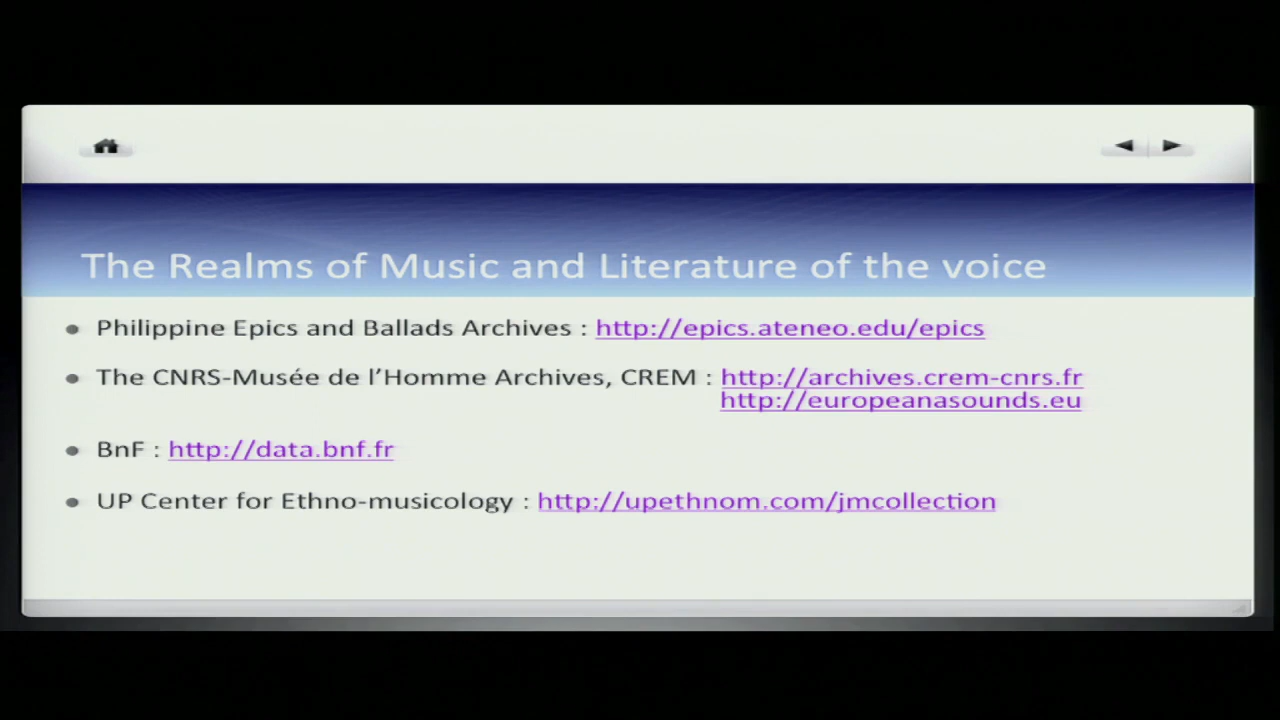 The Realms of Music and Literature of the voice
Philippine Epics and Ballads Archives : http://epics.ateneo.edu/epics
The CNRS-Musée de l’Homme Archives, CREM : http://archives.crem-cnrs.fr
http://europeanasounds.eu
BnF : http://data.bnf.fr
UP Center for Ethno-musicology : http://upethnom.com/jmcollection